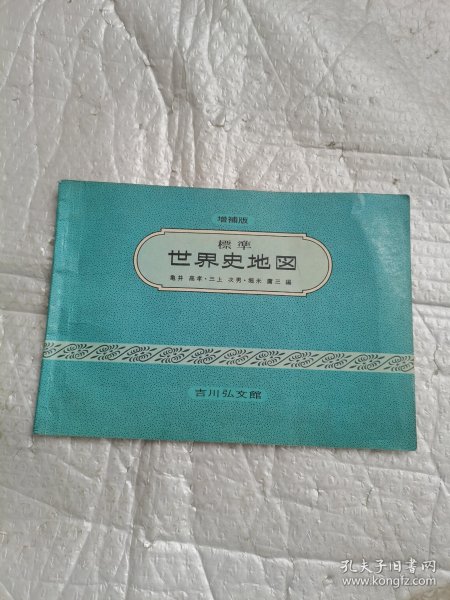 増補版
標準
世界史地図
亀井 高孝・三上 次男・堀米 庸三 編
吉川弘文館
孔夫子旧书网
www.kongfz.com